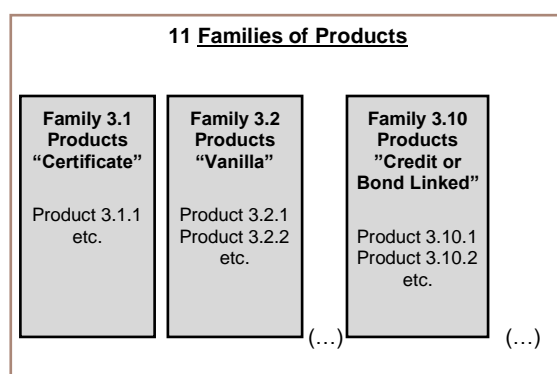 11 Families of Products
Family 3.1
Products
“Certificate”
Product 3.1.1
etc.
Family 3.2
Products
“Vanilla”
Product 3.2.1
Product 3.2.2
etc.
(…)
Family 3.10
Products
”Credit or
Bond Linked”
Product 3.10.1
Product 3.10.2
etc.
(…)